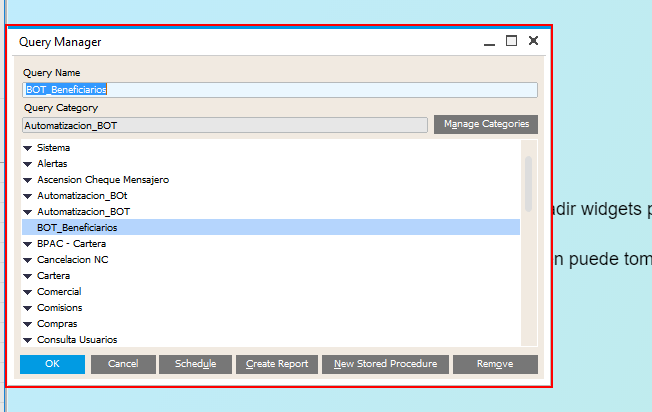 Query Manager
Query Name
BOT_Beneficiarios
Query Category
Automatizacion_BOT
Manage Categories
Sistema
Alertas
Ascension Cheque Mensajero
Automatizacion_BOt
Automatizacion_BOT
BOT_Beneficiarios
BPAC - Cartera
Cancelacion NC
Cartera
Comercial
Comisions
Compras
Consulta Usuarios
OK
Cancel
Schedule
Create Report
New Stored Procedure
Remove
adir widgets p
n puede tom